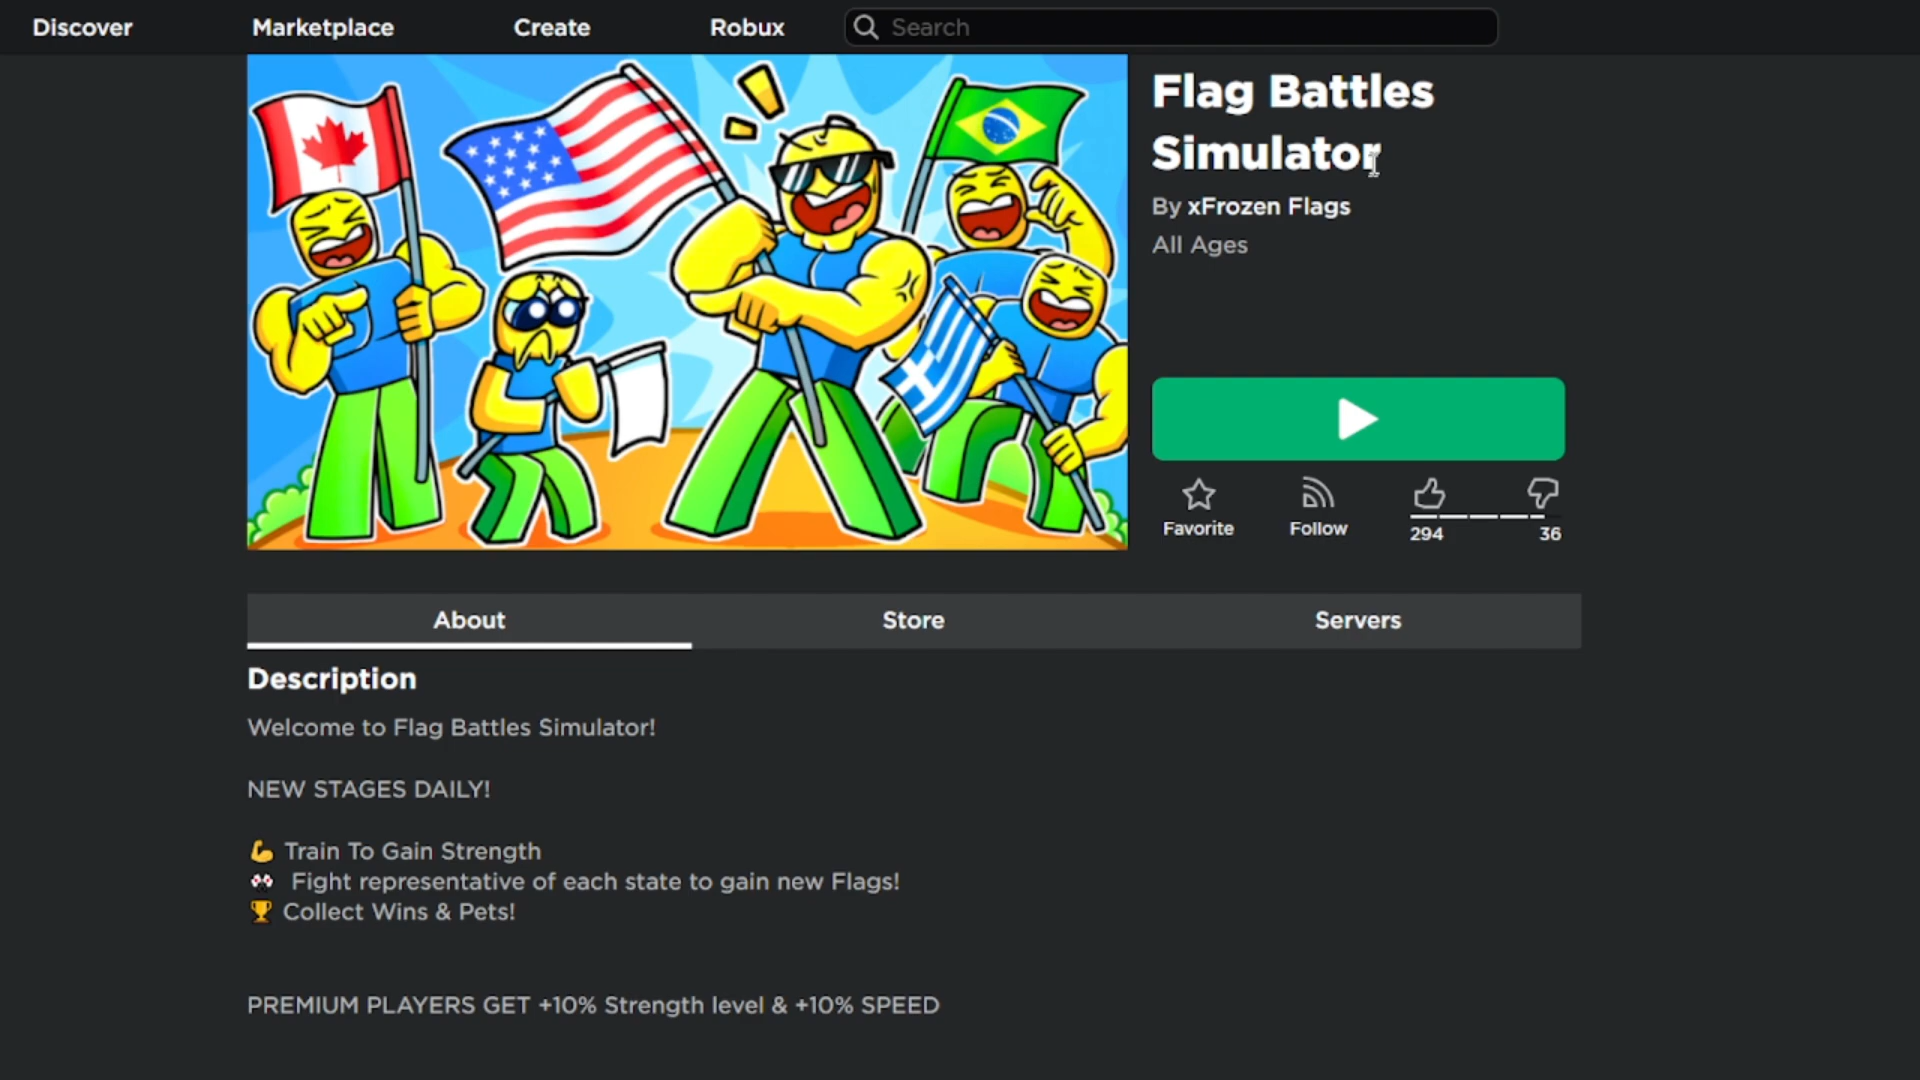 Discover Marketplace Create Robux Search
Flag Battles
Simulator
By xFrozen Flags
All Ages
Favorite Follow 294 36
About Store Servers
Description
Welcome to Flag Battles Simulator!
NEW STAGES DAILY!
💪 Train To Gain Strength
🎌 Fight representative of each state to gain new Flags!
🏆 Collect Wins & Pets!
PREMIUM PLAYERS GET +10% Strength level & +10% SPEED